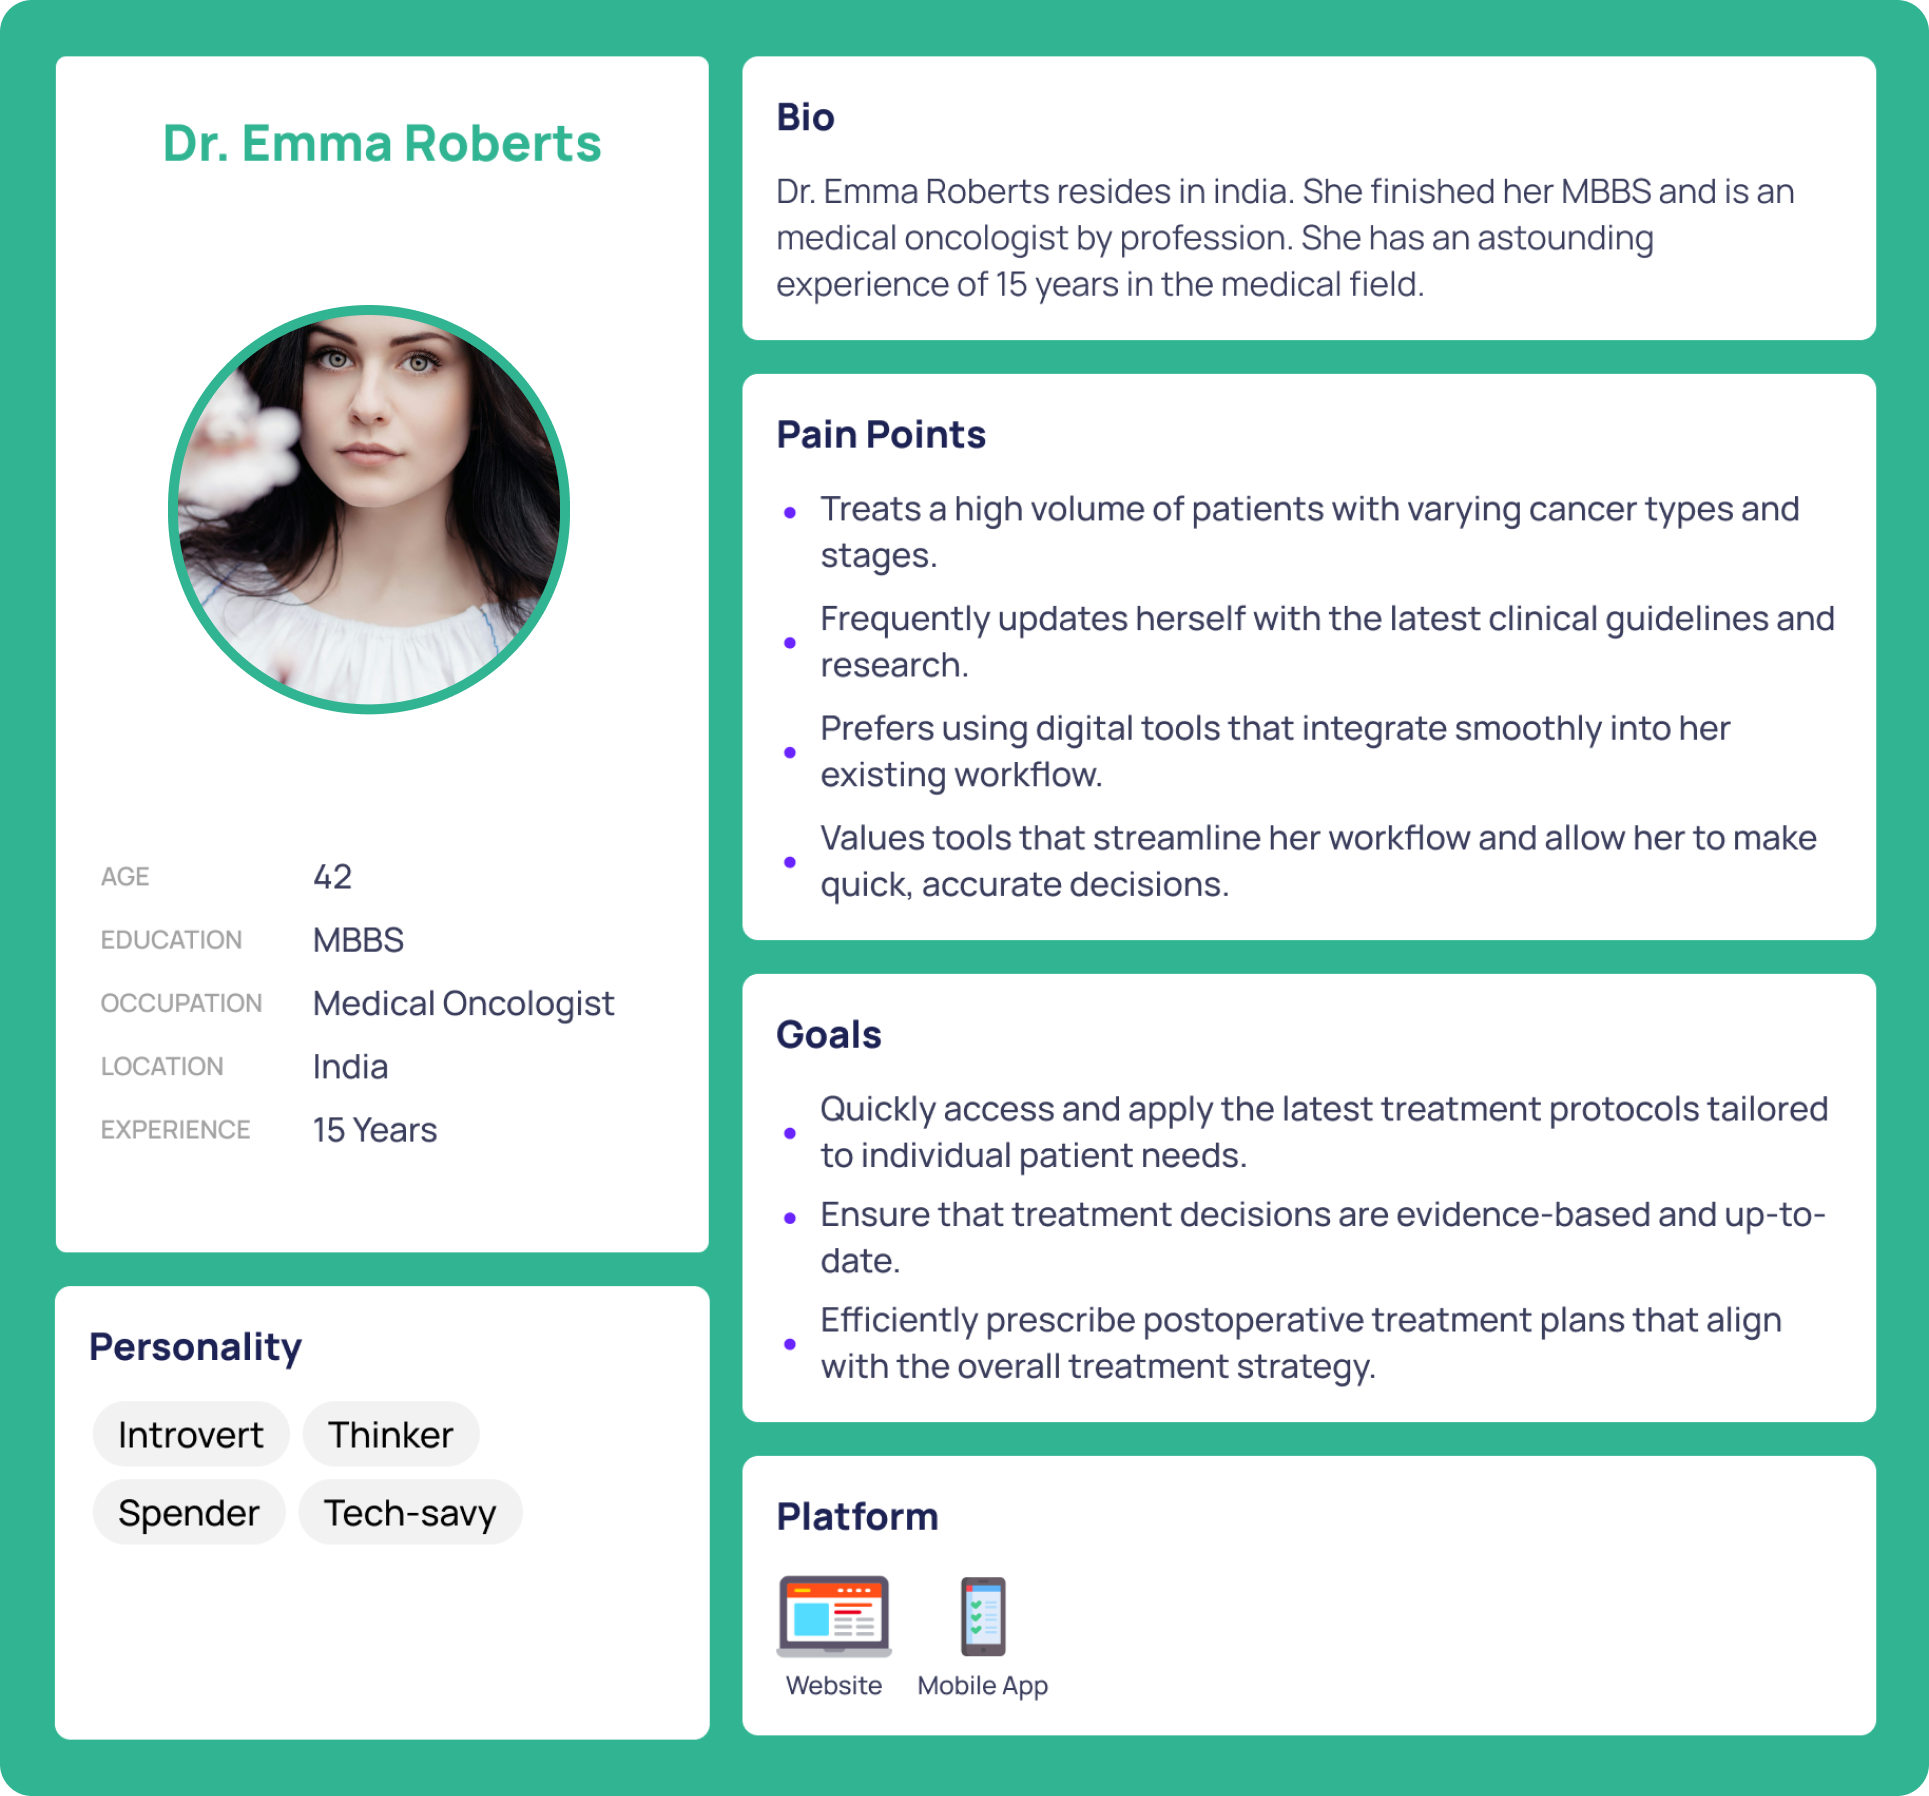 Dr. Emma Roberts
AGE 42
EDUCATION MBBS
OCCUPATION Medical Oncologist
LOCATION India
EXPERIENCE 15 Years
Personality
Introvert Thinker
Spender Tech-savy
Bio
Dr. Emma Roberts resides in india. She finished her MBBS and is an
medical oncologist by profession. She has an astounding
experience of 15 years in the medical field.
Pain Points
• Treats a high volume of patients with varying cancer types and
stages.
• Frequently updates herself with the latest clinical guidelines and
research.
• Prefers using digital tools that integrate smoothly into her
existing workflow.
• Values tools that streamline her workflow and allow her to make
quick, accurate decisions.
Goals
• Quickly access and apply the latest treatment protocols tailored
to individual patient needs.
• Ensure that treatment decisions are evidence-based and up-to-
date.
• Efficiently prescribe postoperative treatment plans that align
with the overall treatment strategy.
Platform
Website Mobile App